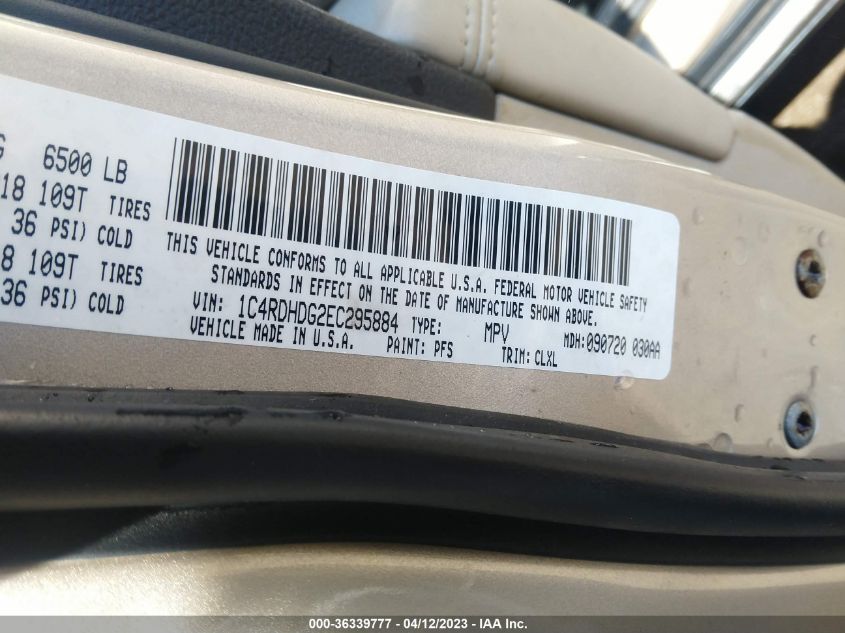 G 6500 LB
18 109T TIRES
36 PSI) COLD
8 109T TIRES
36 PSI) COLD
THIS VEHICLE CONFORMS TO ALL APPLICABLE U.S.A. FEDERAL MOTOR VEHICLE SAFETY
STANDARDS IN EFFECT ON THE DATE OF MANUFACTURE SHOWN ABOVE.
VIN: 1C4RDHDG2EC295884 TYPE: MPV MDH:090720 030AA
VEHICLE MADE IN U.S.A. PAINT: PFS TRIM: CLXL
000-36339777 - 04/12/2023 - IAA Inc.